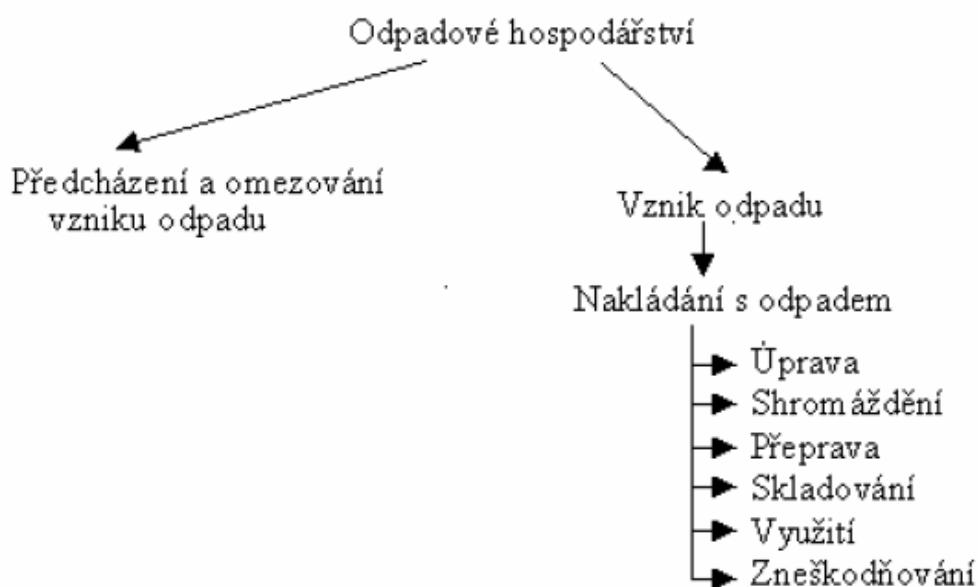 Odpadové hospodářství
Předcházení a omezování
vzniku odpadu
Vznik odpadu
Nakládání s odpadem
Úprava
Shromáždění
Přeprava
Skladování
Využití
Zneškodňování